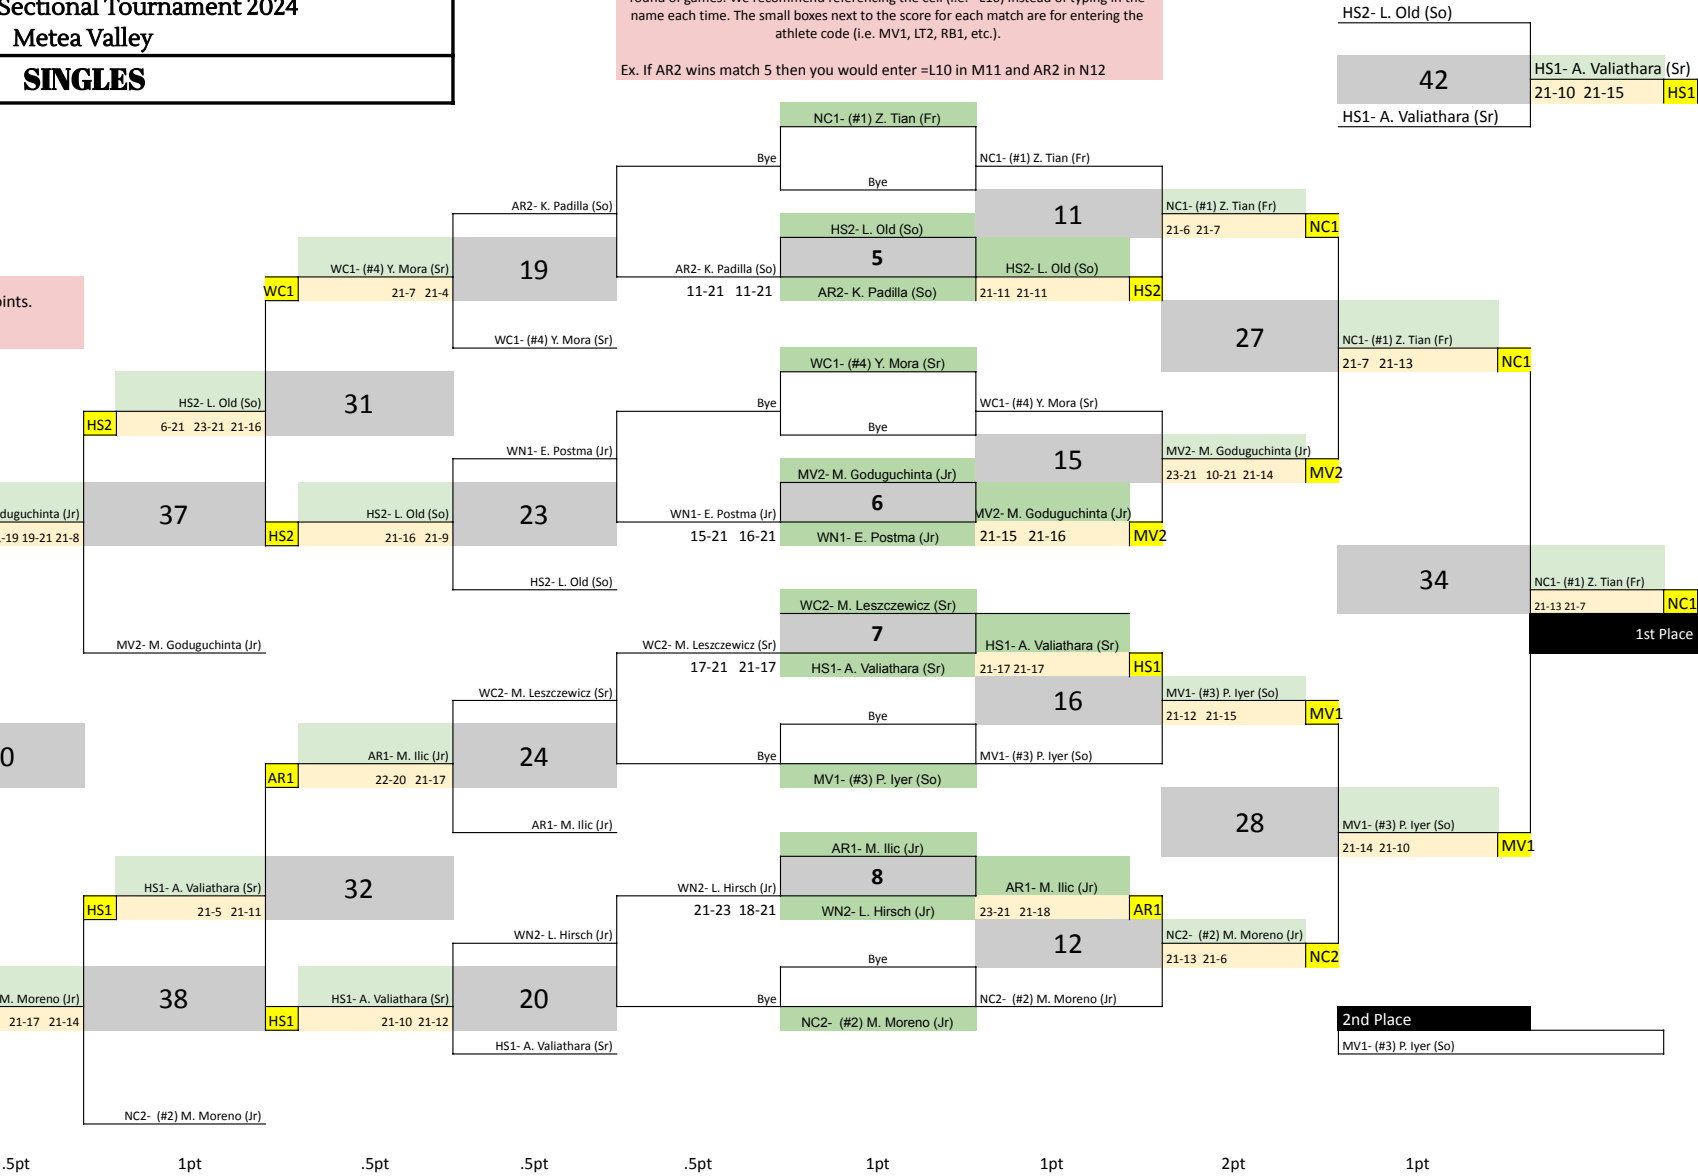 Sectional Tournament 2024
Metea Valley
SINGLES
name each time. The small boxes next to the score for each match are for entering the
athlete code (i.e. MV1, LT2, RB1, etc.).
Ex. If AR2 wins match 5 then you would enter =L10 in M11 and AR2 in N12
HS2- L. Old (So)
42
HS1- A. Valiathara (Sr)
21-10 21-15
HS1
HS1- A. Valiathara (Sr)
NC1- (#1) Z. Tian (Fr)
Bye
NC1- (#1) Z. Tian (Fr)
Bye
AR2- K. Padilla (So)
11
NC1- (#1) Z. Tian (Fr)
21-6 21-7
NC1
HS2- L. Old (So)
WC1- (#4) Y. Mora (Sr)
19
AR2- K. Padilla (So)
5
HS2- L. Old (So)
WC1
21-7 21-4
11-21 11-21
AR2- K. Padilla (So)
21-11 21-11
HS2
oints.
WC1- (#4) Y. Mora (Sr)
27
NC1- (#1) Z. Tian (Fr)
21-7 21-13
NC1
WC1- (#4) Y. Mora (Sr)
HS2- L. Old (So)
31
Bye
WC1- (#4) Y. Mora (Sr)
HS2
6-21 23-21 21-16
Bye
WN1- E. Postma (Jr)
15
MV2- M. Goduguchinta (Jr)
23-21 10-21 21-14
MV2
MV2- M. Goduguchinta (Jr)
duguchinta (Jr)
37
HS2- L. Old (So)
23
WN1- E. Postma (Jr)
6
MV2- M. Goduguchinta (Jr)
-19 19-21 21-8
HS2
21-16 21-9
15-21 16-21
WN1- E. Postma (Jr)
21-15 21-16
MV2
HS2- L. Old (So)
34
NC1- (#1) Z. Tian (Fr)
21-13 21-7
NC1
1st Place
WC2- M. Leszczewicz (Sr)
MV2- M. Goduguchinta (Jr)
WC2- M. Leszczewicz (Sr)
7
HS1- A. Valiathara (Sr)
17-21 21-17
HS1- A. Valiathara (Sr)
21-17 21-17
HS1
WC2- M. Leszczewicz (Sr)
16
MV1- (#3) P. Iyer (So)
21-12 21-15
MV1
Bye
0
AR1- M. Ilic (Jr)
24
Bye
MV1- (#3) P. Iyer (So)
AR1
22-20 21-17
MV1- (#3) P. Iyer (So)
AR1- M. Ilic (Jr)
28
MV1- (#3) P. Iyer (So)
21-14 21-10
MV1
AR1- M. Ilic (Jr)
HS1- A. Valiathara (Sr)
32
WN2- L. Hirsch (Jr)
8
AR1- M. Ilic (Jr)
HS1
21-5 21-11
21-23 18-21
WN2- L. Hirsch (Jr)
23-21 21-18
AR1
WN2- L. Hirsch (Jr)
12
NC2- (#2) M. Moreno (Jr)
21-13 21-6
NC2
Bye
M. Moreno (Jr)
38
HS1- A. Valiathara (Sr)
20
Bye
NC2- (#2) M. Moreno (Jr)
21-17 21-14
HS1
21-10 21-12
NC2- (#2) M. Moreno (Jr)
2nd Place
HS1- A. Valiathara (Sr)
MV1- (#3) P. Iyer (So)
NC2- (#2) M. Moreno (Jr)
.5pt 1pt .5pt .5pt .5pt 1pt 1pt 2pt 1pt